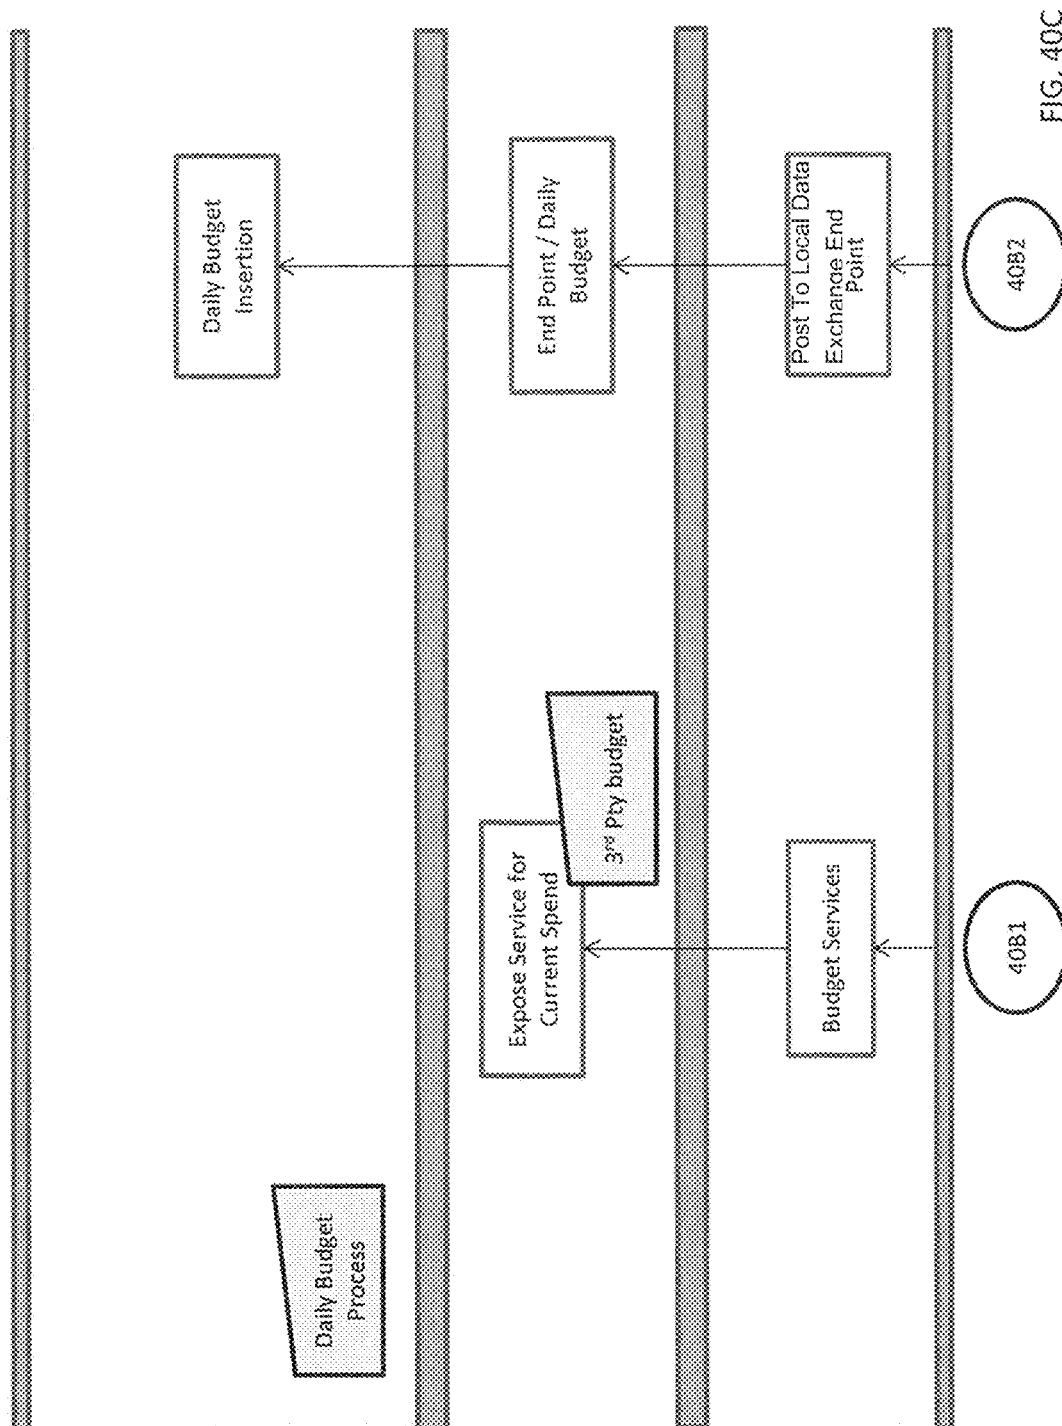 Daily Budget
Insertion
Daily Budget
Process
Expose Service for
Current Spend
3rd Pty budget
End Point / Daily
Budget
Budget Services
Post To Local Data
Exchange End
Point
40B1
40B2
FIG. 40C